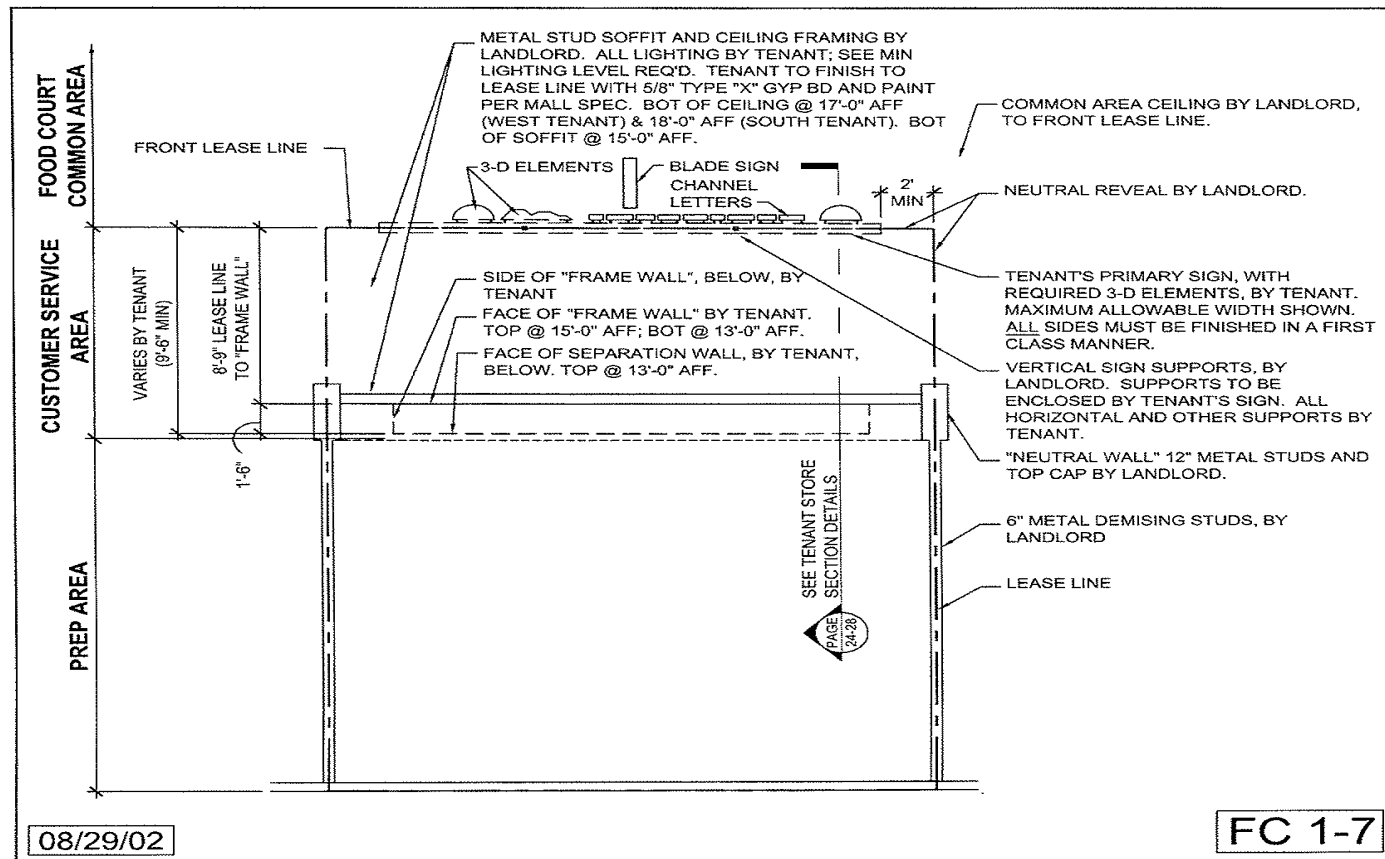 METAL STUD SOFFIT AND CEILING FRAMING BY
LANDLORD. ALL LIGHTING BY TENANT; SEE MIN
LIGHTING LEVEL REQ'D. TENANT TO FINISH TO
LEASE LINE WITH 5/8" TYPE "X" GYP BD AND PAINT
PER MALL SPEC. BOT OF CEILING @ 17'-0" AFF
(WEST TENANT) & 18'-0" AFF (SOUTH TENANT). BOT
OF SOFFIT @ 15'-0" AFF.
COMMON AREA CEILING BY LANDLORD,
TO FRONT LEASE LINE.
FOOD COURT
COMMON AREA
FRONT LEASE LINE
3-D ELEMENTS
BLADE SIGN
CHANNEL
LETTERS
2'
MIN
NEUTRAL REVEAL BY LANDLORD.
CUSTOMER SERVICE
AREA
VARIES BY TENANT
(9'-6" MIN)
8'-9" LEASE LINE
TO "FRAME WALL"
SIDE OF "FRAME WALL", BELOW, BY
TENANT
FACE OF "FRAME WALL" BY TENANT.
TOP @ 15'-0" AFF; BOT @ 13'-0" AFF.
FACE OF SEPARATION WALL, BY TENANT,
BELOW. TOP @ 13'-0" AFF.
TENANT'S PRIMARY SIGN, WITH
REQUIRED 3-D ELEMENTS, BY TENANT.
MAXIMUM ALLOWABLE WIDTH SHOWN.
ALL SIDES MUST BE FINISHED IN A FIRST
CLASS MANNER.
VERTICAL SIGN SUPPORTS, BY
LANDLORD. SUPPORTS TO BE
ENCLOSED BY TENANT'S SIGN. ALL
HORIZONTAL AND OTHER SUPPORTS BY
TENANT.
"NEUTRAL WALL" 12" METAL STUDS AND
TOP CAP BY LANDLORD.
1'-6"
SEE TENANT STORE
SECTION DETAILS
PAGE
24-28
6" METAL DEMISING STUDS, BY
LANDLORD
LEASE LINE
PREP AREA
08/29/02
FC 1-7